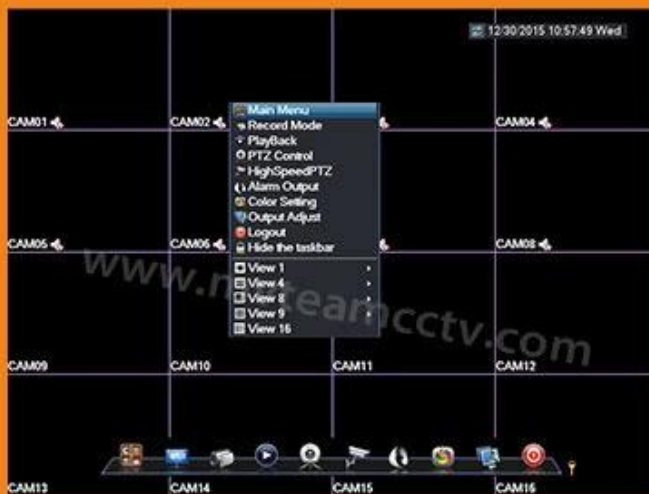 12/30/2015 10:57:49 Wed
CAM01
CAM02
CAM04
Main Menu
Record Mode
PlayBack
PTZ Control
HighSpeedPTZ
Alarm Output
Color Setting
Output Adjust
Logout
Hide the taskbar
View 1
View 4
View 8
View 9
View 16
CAM05
CAM06
CAM08
CAM09
CAM10
CAM11
CAM12
CAM13
CAM14
CAM15
CAM16